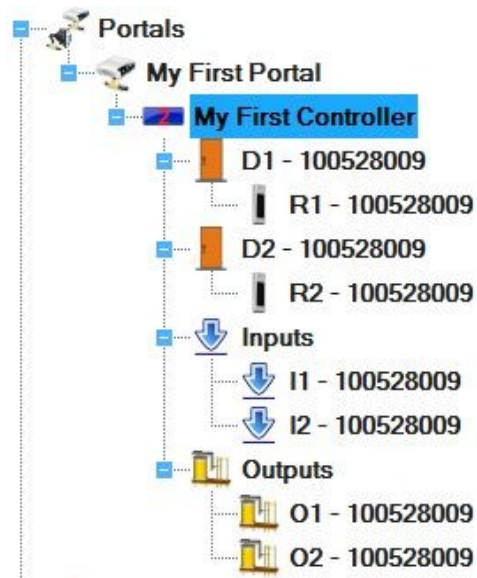 Portals
My First Portal
2 My First Controller
D1 - 100528009
R1 - 100528009
D2 - 100528009
R2 - 100528009
Inputs
I1 - 100528009
I2 - 100528009
Outputs
O1 - 100528009
O2 - 100528009